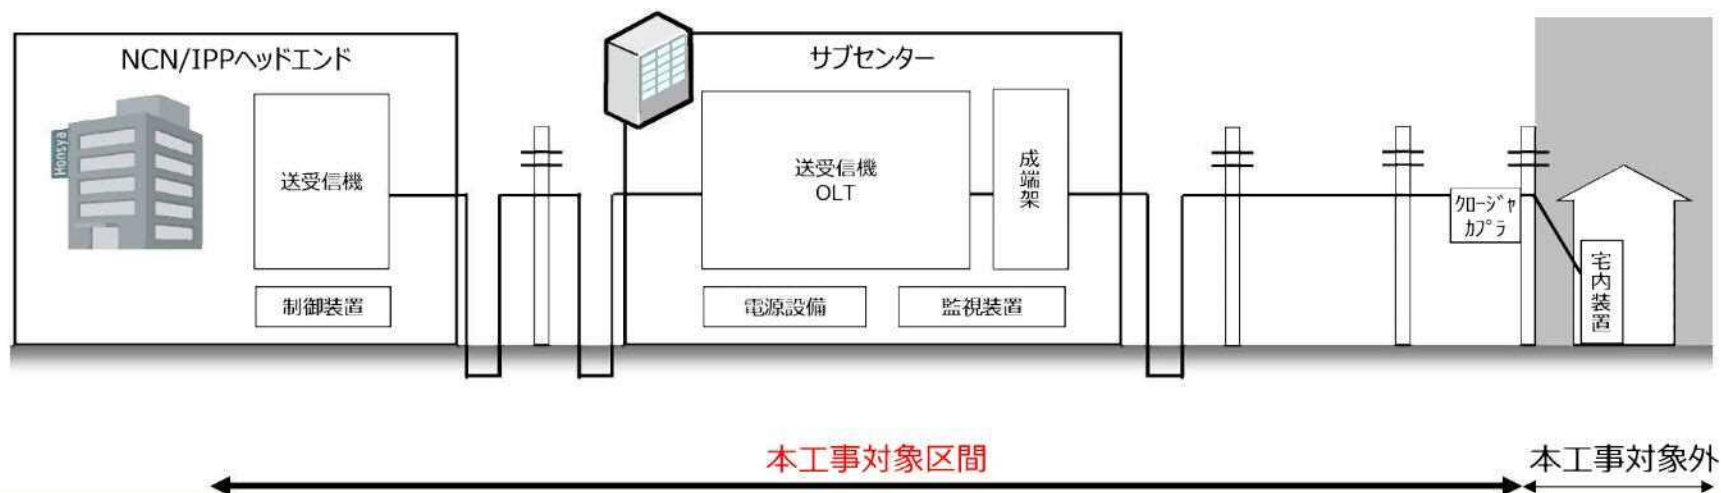 NCN/IPPヘッドエンド
Honsya
送受信機
制御装置
サブセンター
送受信機
OLT
成端架
電源設備
監視装置
クロージャ
カプラ
宅内装置
本工事対象区間
本工事対象外